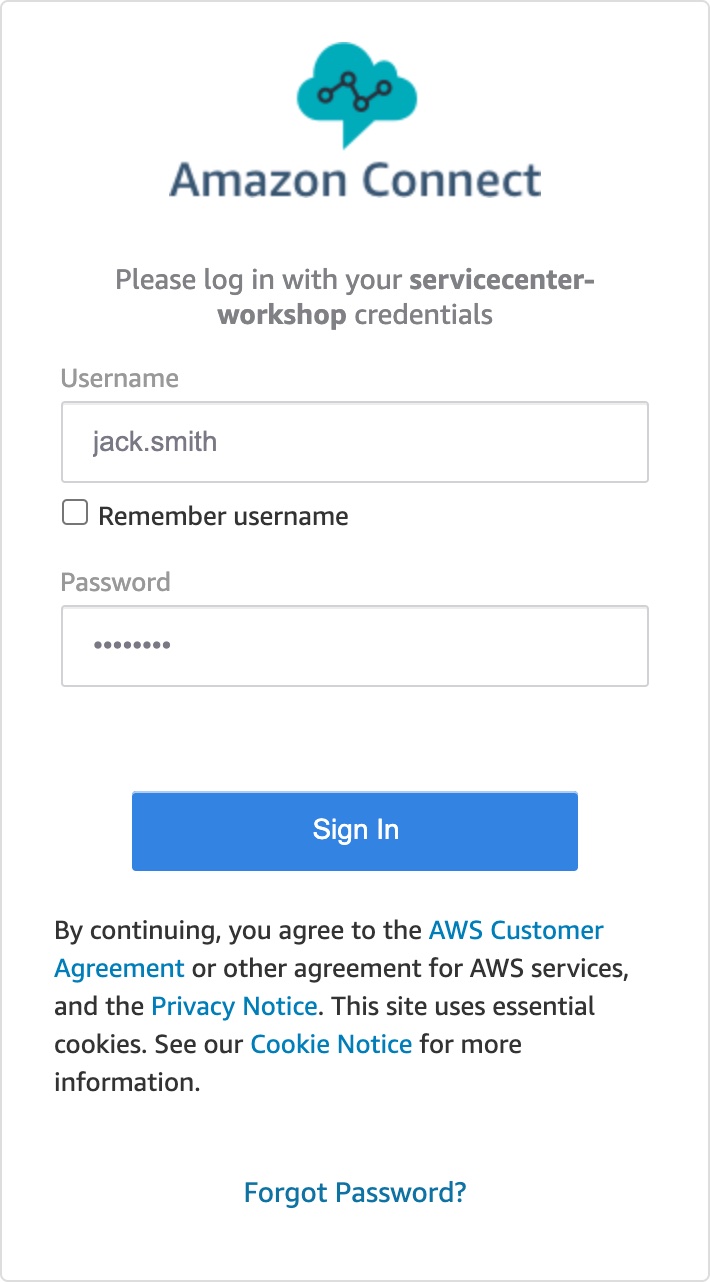 Amazon Connect
Please log in with your servicecenter-
workshop credentials
Username
jack.smith
Remember username
Password
••••••••
Sign In
By continuing, you agree to the AWS Customer
Agreement or other agreement for AWS services,
and the Privacy Notice. This site uses essential
cookies. See our Cookie Notice for more
information.
Forgot Password?